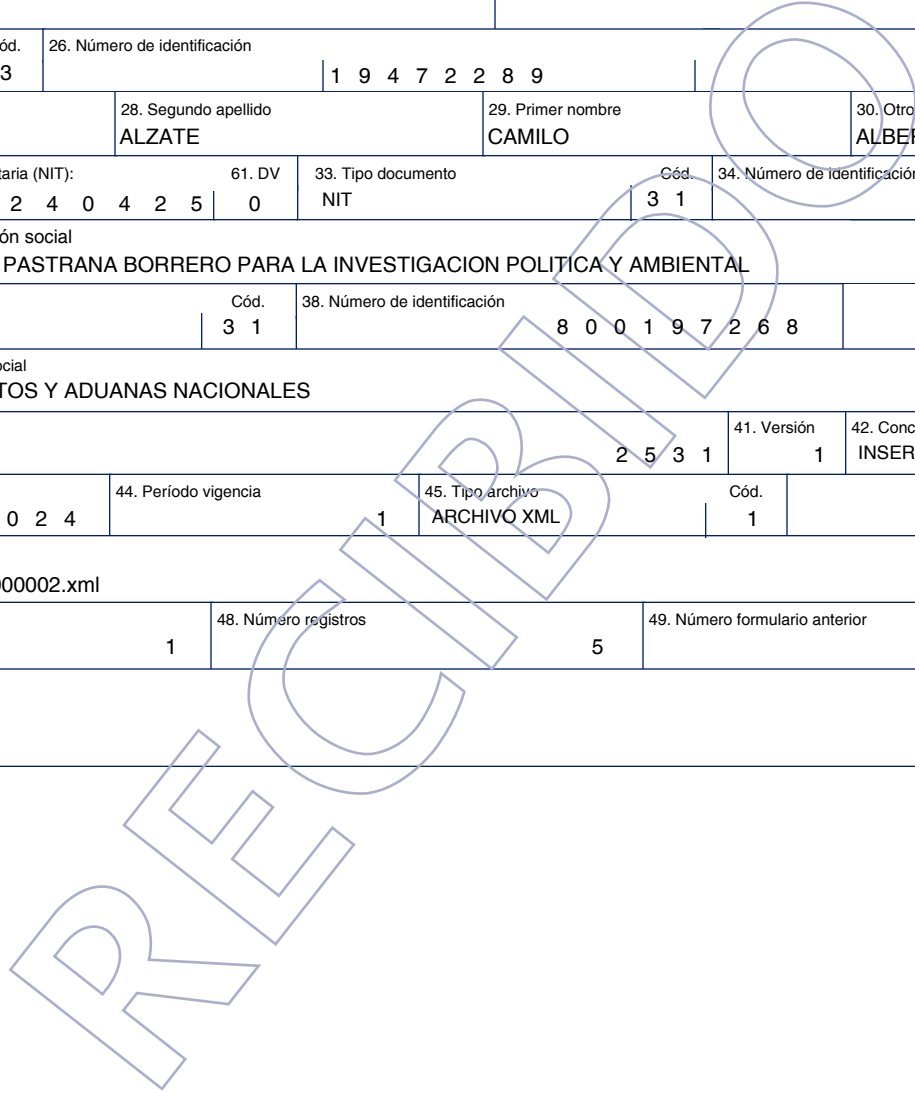 ód. 26. Número de identificación
3 1 9 4 7 2 2 8 9
28. Segundo apellido 29. Primer nombre 30. Otro
ALZATE CAMILO ALBER
taria (NIT): 61. DV 33. Tipo documento Cód. 34. Número de identificación
2 4 0 4 2 5 0 NIT 3 1
ón social
PASTRANA BORRERO PARA LA INVESTIGACION POLITICA Y AMBIENTAL
Cód. 38. Número de identificación
3 1 8 0 0 1 9 7 2 6 8
ocial
TOS Y ADUANAS NACIONALES
41. Versión 42. Conc
2 5 3 1 1 INSER
44. Período vigencia 45. Tipo archivo Cód.
0 2 4 1 ARCHIVO XML 1
000002.xml
48. Número registros 49. Número formulario anterior
1 5
RECIBIDO